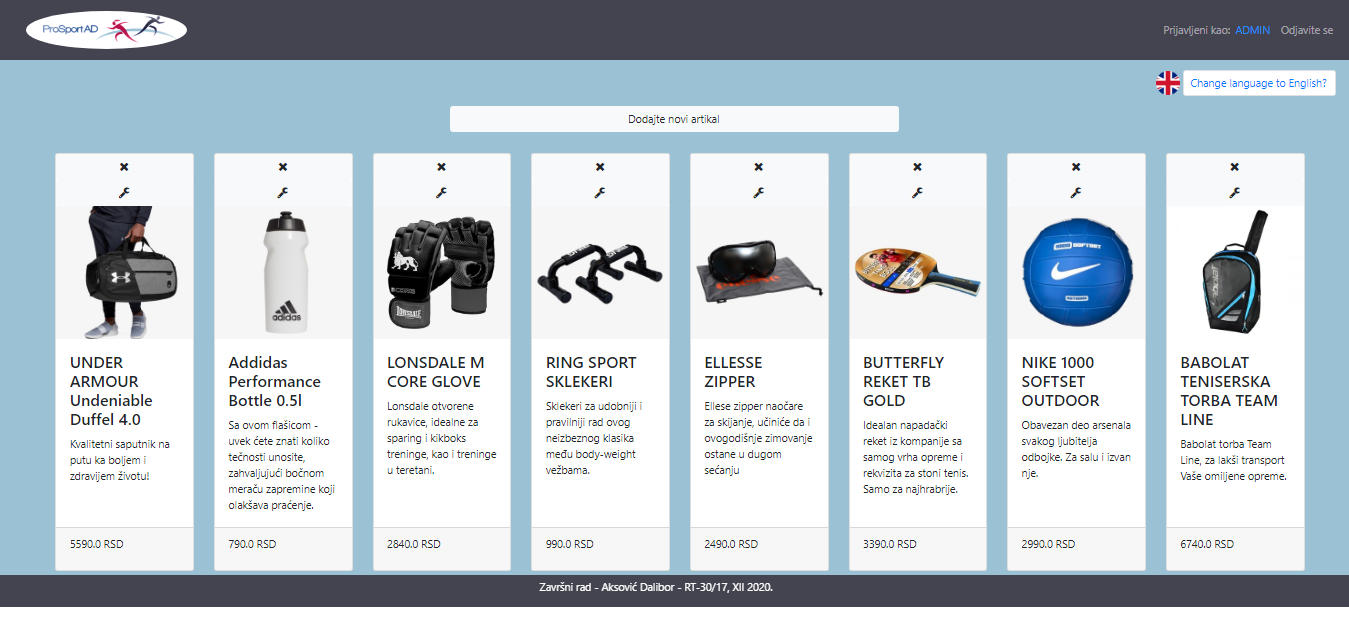 ProSport AD
Prijavljeni kao: ADMIN Odjavite se
Change language to English?
Dodajte novi artikal
UNDER
ARMOUR
Undeniable
Duffel 4.0
Kvalitetni saputnik na
putu ka boljem i
zdravijem životu!
5590.0 RSD
adidas
Addidas
Performance
Bottle 0.5l
Sa ovom flašicom -
uvek ćete znati koliko
tečnosti unosite,
zahvaljujući bočnom
meraču zapremine koji
olakšava praćenje.
790.0 RSD
CORE
LONSDALE
LONSDALE M
CORE GLOVE
Lonsdale otvorene
rukavice, idealne za
sparing i kikboks
treninge, kao i treninge
u teretani.
2840.0 RSD
RING SPORT
SKLEKERI
Sklekeri za udobniji i
pravilniji rad ovog
neizbeznog klasika
među body-weight
vežbama.
990.0 RSD
ELLESSE
ZIPPER
Ellese zipper naočare
za skijanje, učiniće da i
ovogodišnje zimovanje
ostane u dugom
sećanju
2490.0 RSD
BUTTERFLY
REKET TB
GOLD
Idealan napadački
reket iz kompanije sa
samog vrha opreme i
rekvizita za stoni tenis.
Samo za najhrabrije.
3390.0 RSD
SOFTSET
NIKE 1000
SOFTSET
OUTDOOR
Obavezan deo arsenala
svakog ljubitelja
odbojke. Za salu i izvan
nje.
2990.0 RSD
BABOLAT
BABOLAT
TENISERSKA
TORBA TEAM
LINE
Babolat torba Team
Line, za lakši transport
Vaše omiljene opreme.
6740.0 RSD
Završni rad - Aksović Dalibor - RT-30/17, XII 2020.